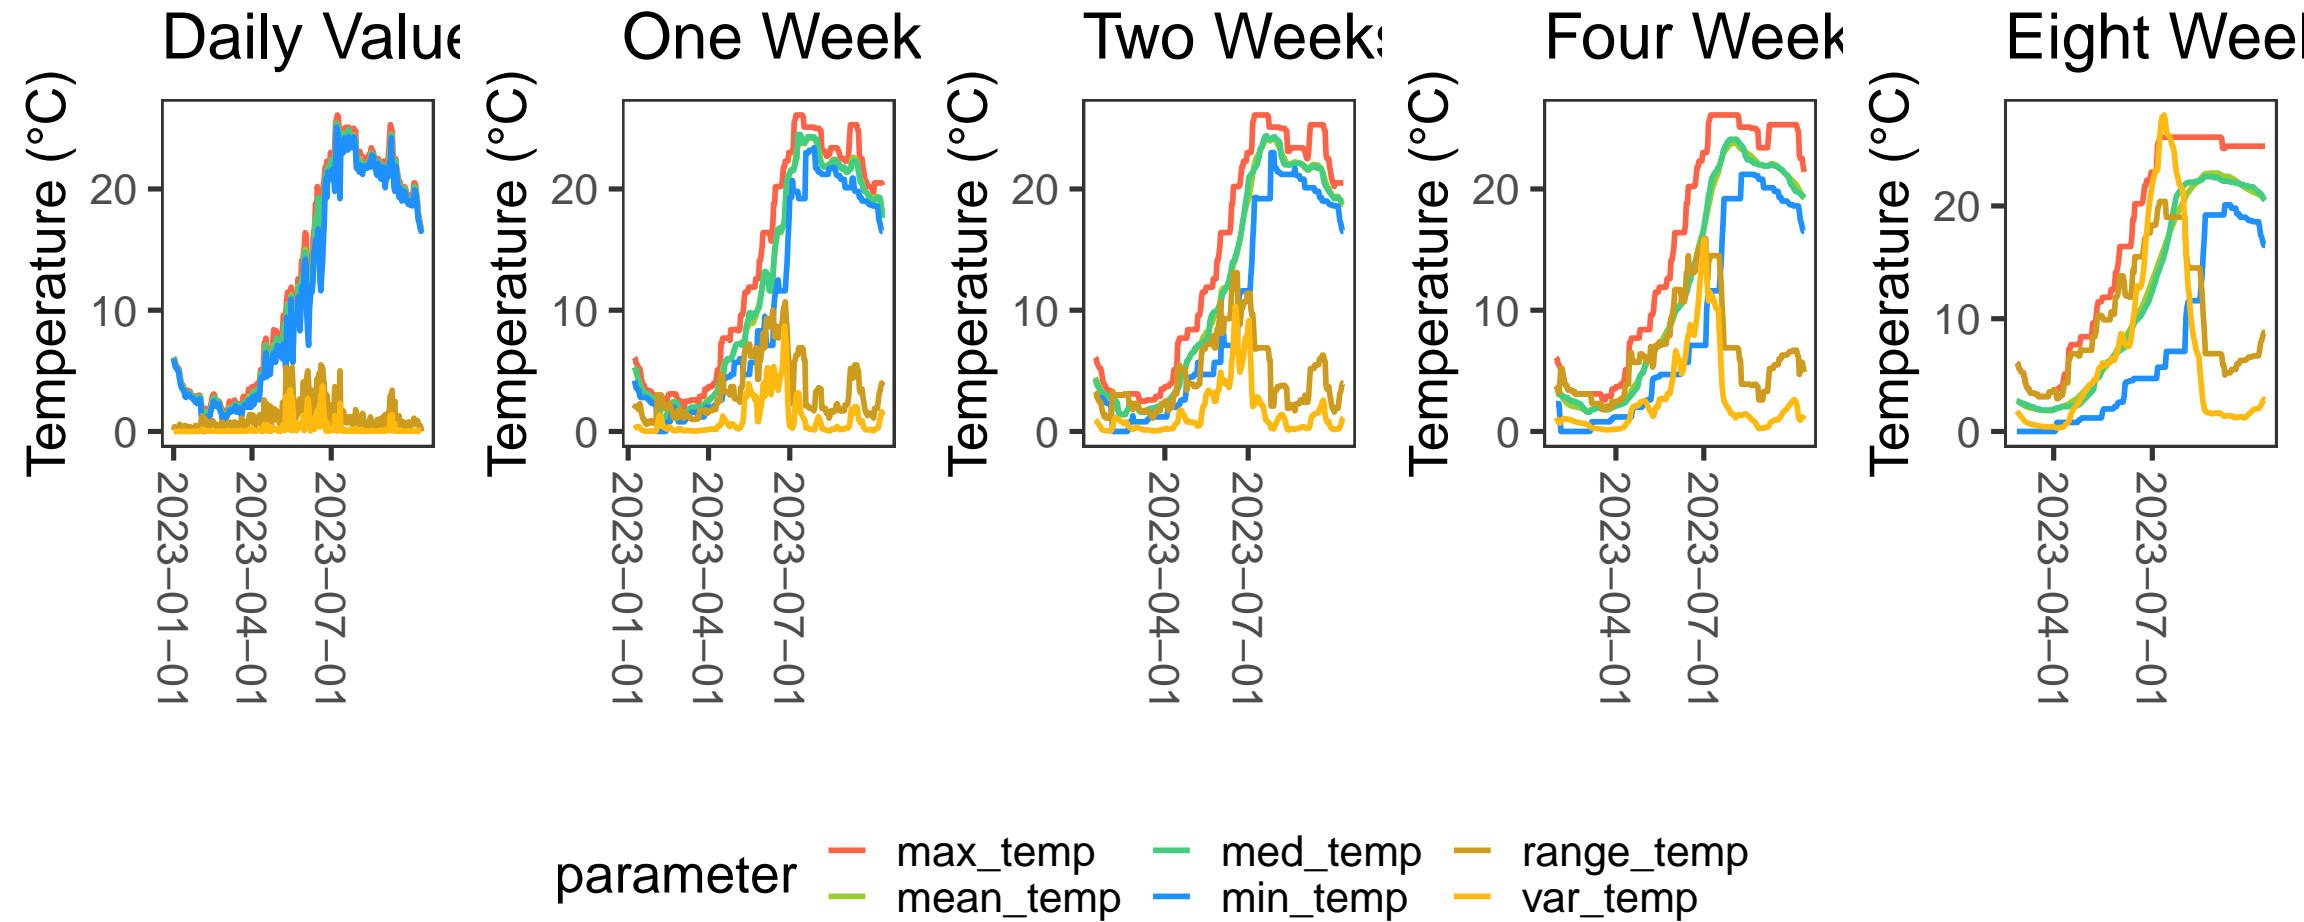 Daily Value
One Week
Two Weeks
Four Week
Eight Weel
Temperature (°C)
20
10
0
2023−01−01
2023−04−01
2023−07−01
Temperature (°C)
20
10
0
2023−01−01
2023−04−01
2023−07−01
Temperature (°C)
20
10
0
2023−04−01
2023−07−01
Temperature (°C)
20
10
0
2023−04−01
2023−07−01
Temperature (°C)
20
10
0
2023−04−01
2023−07−01
parameter
max_temp
mean_temp
med_temp
min_temp
range_temp
var_temp